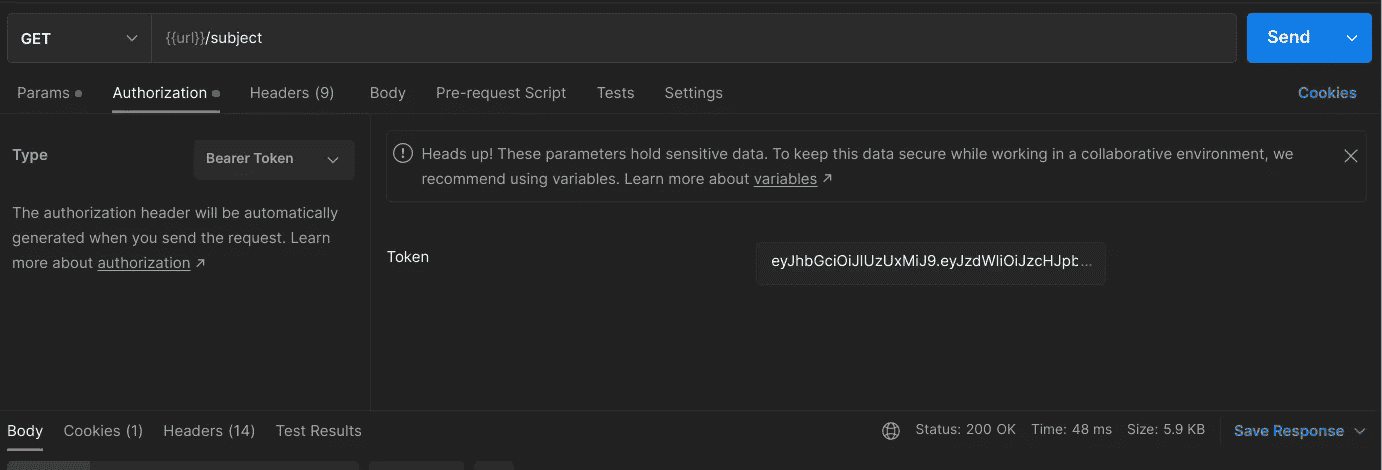 GET {{url}}/subject Send
Params Authorization Headers (9) Body Pre-request Script Tests Settings Cookies
Type Bearer Token
The authorization header will be automatically
generated when you send the request. Learn
more about authorization ↗
Heads up! These parameters hold sensitive data. To keep this data secure while working in a collaborative environment, we
recommend using variables. Learn more about variables ↗
Token eyJhbGciOiJIUzUxMiJ9.eyJzdWIiOiJzcHJpb...
Body Cookies (1) Headers (14) Test Results Status: 200 OK Time: 48 ms Size: 5.9 KB Save Response